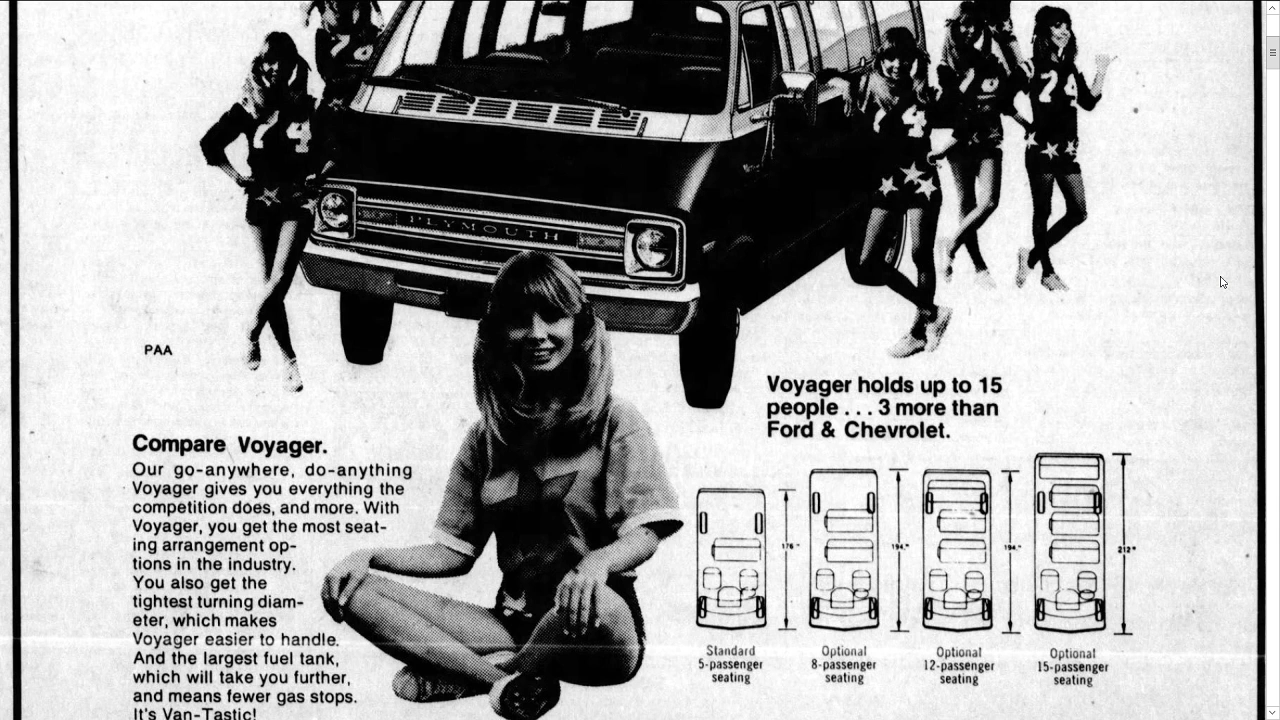 74
74
74
74
PLYMOUTH
PAA
Voyager holds up to 15
people . . . 3 more than
Ford & Chevrolet.
Compare Voyager.
Our go-anywhere, do-anything
Voyager gives you everything the
competition does, and more. With
Voyager, you get the most seat-
ing arrangement op-
tions in the industry.
You also get the
tightest turning diam-
eter, which makes
Voyager easier to handle.
And the largest fuel tank,
which will take you further,
and means fewer gas stops.
It's Van-Tastic!
176"
194"
194"
212"
Standard
5-passenger
seating
Optional
8-passenger
seating
Optional
12-passenger
seating
Optional
15-passenger
seating